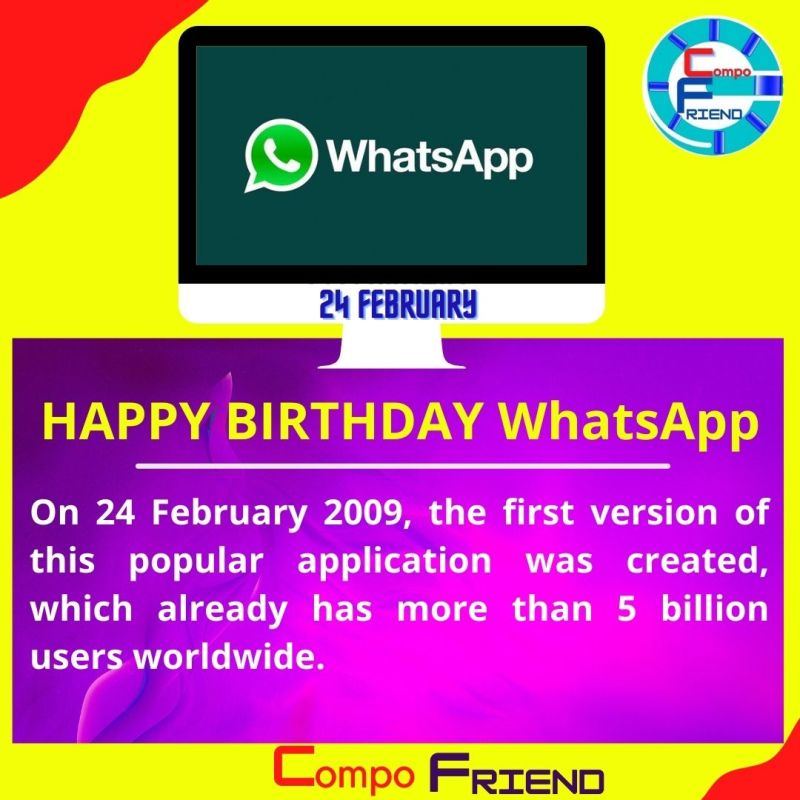 WhatsApp
Compo
FRIEND
24 FEBRUARY
HAPPY BIRTHDAY WhatsApp
On 24 February 2009, the first version of
this popular application was created,
which already has more than 5 billion
users worldwide.
Compo FRIEND